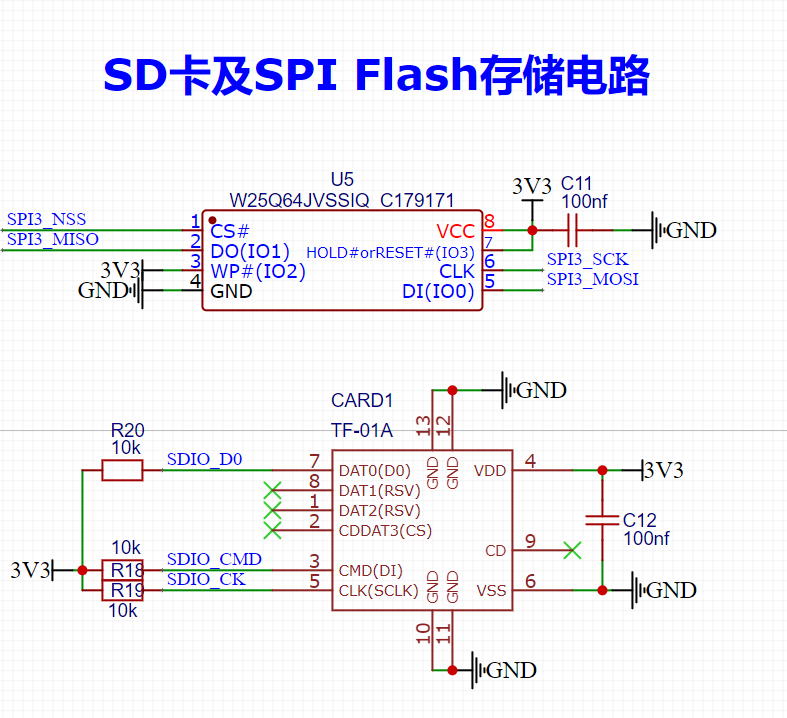 SD卡及SPI Flash存储电路
U5
W25Q64JVSSIQ C179171
3V3
C11
100nf
GND
SPI3_NSS
SPI3_MISO
3V3
GND
1
2
3
4
CS#
DO(IO1)
WP#(IO2)
GND
VCC
HOLD#orRESET#(IO3)
CLK
DI(IO0)
8
7
6
5
SPI3_SCK
SPI3_MOSI
GND
CARD1
TF-01A
13
12
GND
GND
R20
10k
SDIO_D0
7
8
1
2
DAT0(D0)
DAT1(RSV)
DAT2(RSV)
CDDAT3(CS)
VDD
4
3V3
C12
100nf
CD
9
3V3
10k
R18
R19
10k
SDIO_CMD
SDIO_CK
3
5
CMD(DI)
CLK(SCLK)
GND
GND
VSS
6
GND
10
11
GND